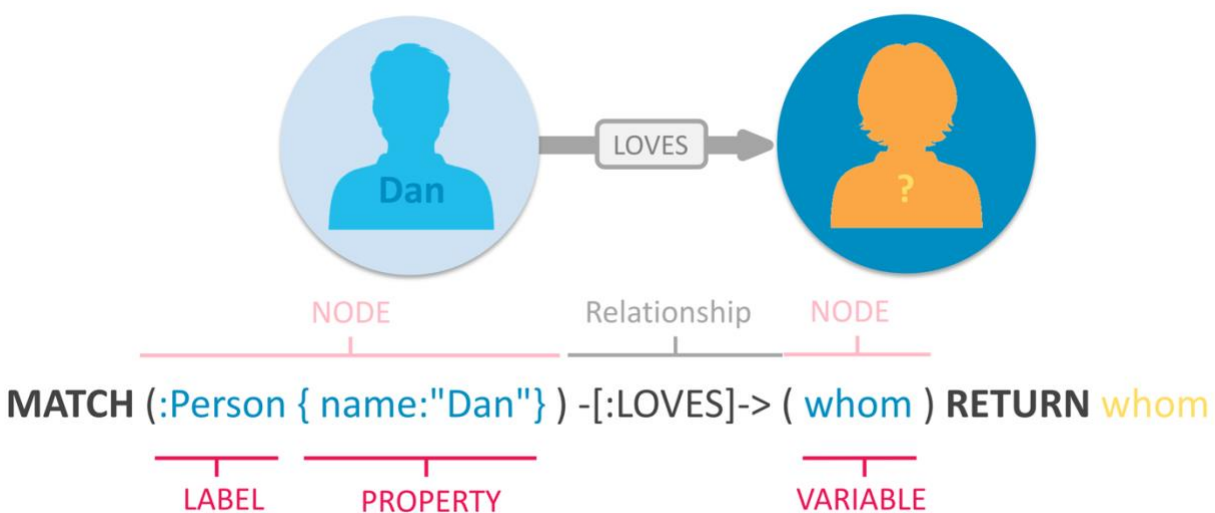 Dan
LOVES
?
NODE Relationship NODE
MATCH (:Person { name:"Dan"} ) -[:LOVES]-> ( whom ) RETURN whom
LABEL PROPERTY VARIABLE